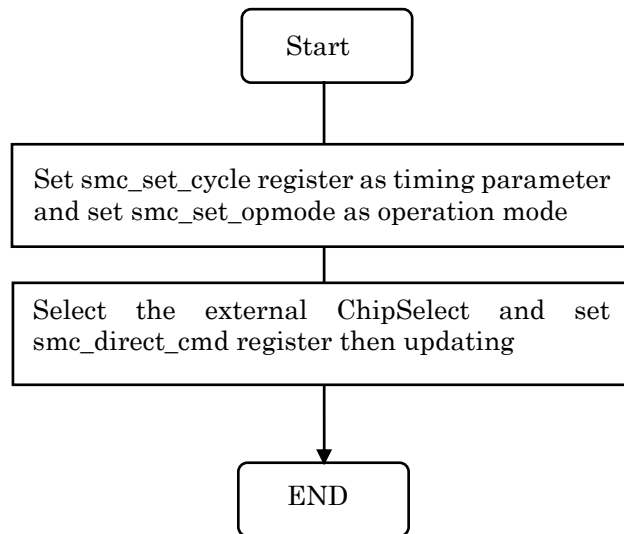 Start
Set smc_set_cycle register as timing parameter
and set smc_set_opmode as operation mode
Select the external ChipSelect and set
smc_direct_cmd register then updating
END